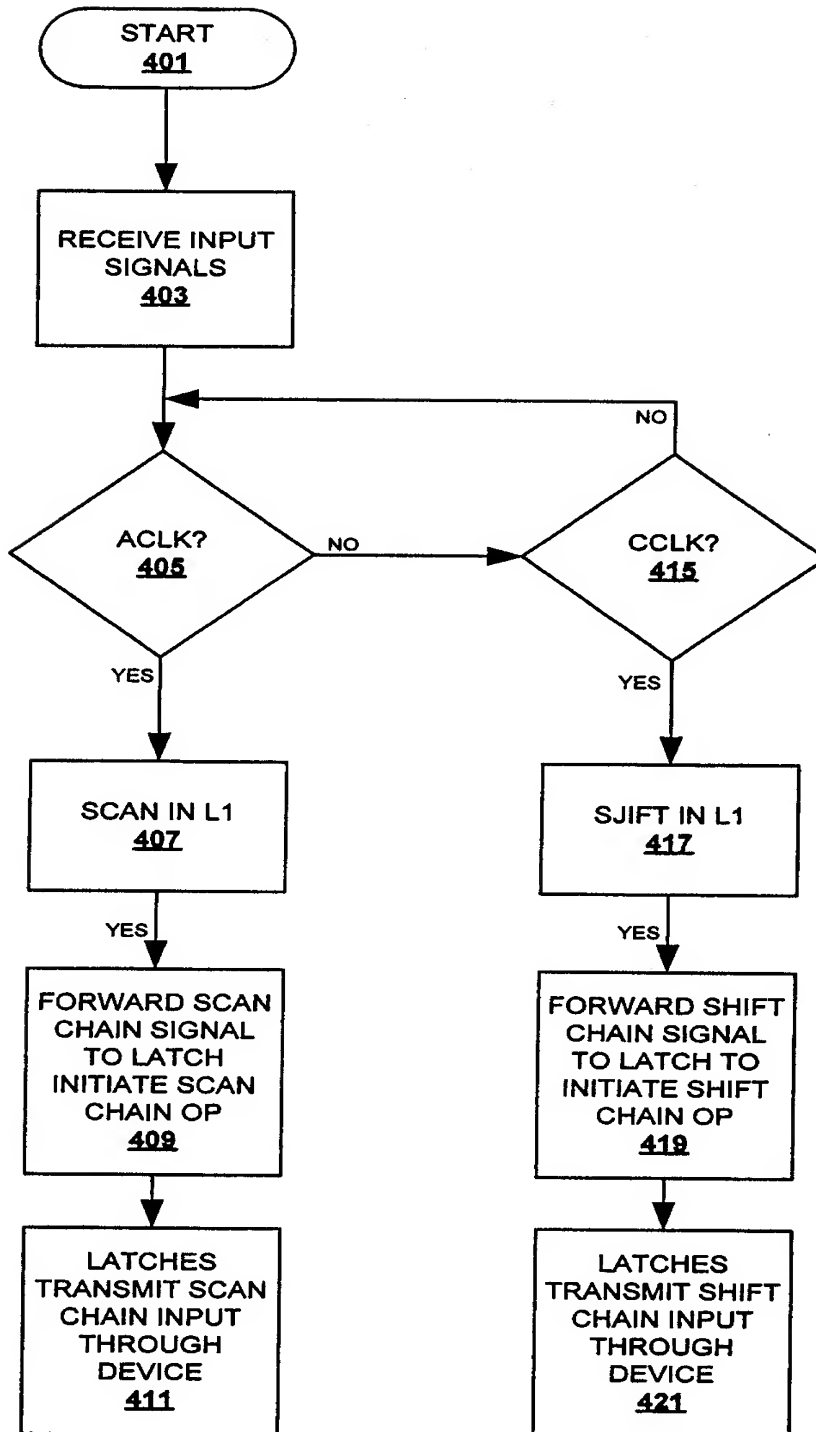 START
401
RECEIVE INPUT
SIGNALS
403
NO
ACLK?
405
NO
CCLK?
415
YES
YES
SCAN IN L1
407
SJIFT IN L1
417
YES
YES
FORWARD SCAN
CHAIN SIGNAL
TO LATCH
INITIATE SCAN
CHAIN OP
409
FORWARD SHIFT
CHAIN SIGNAL
TO LATCH TO
INITIATE SHIFT
CHAIN OP
419
LATCHES
TRANSMIT SCAN
CHAIN INPUT
THROUGH
DEVICE
411
LATCHES
TRANSMIT SHIFT
CHAIN INPUT
THROUGH
DEVICE
421